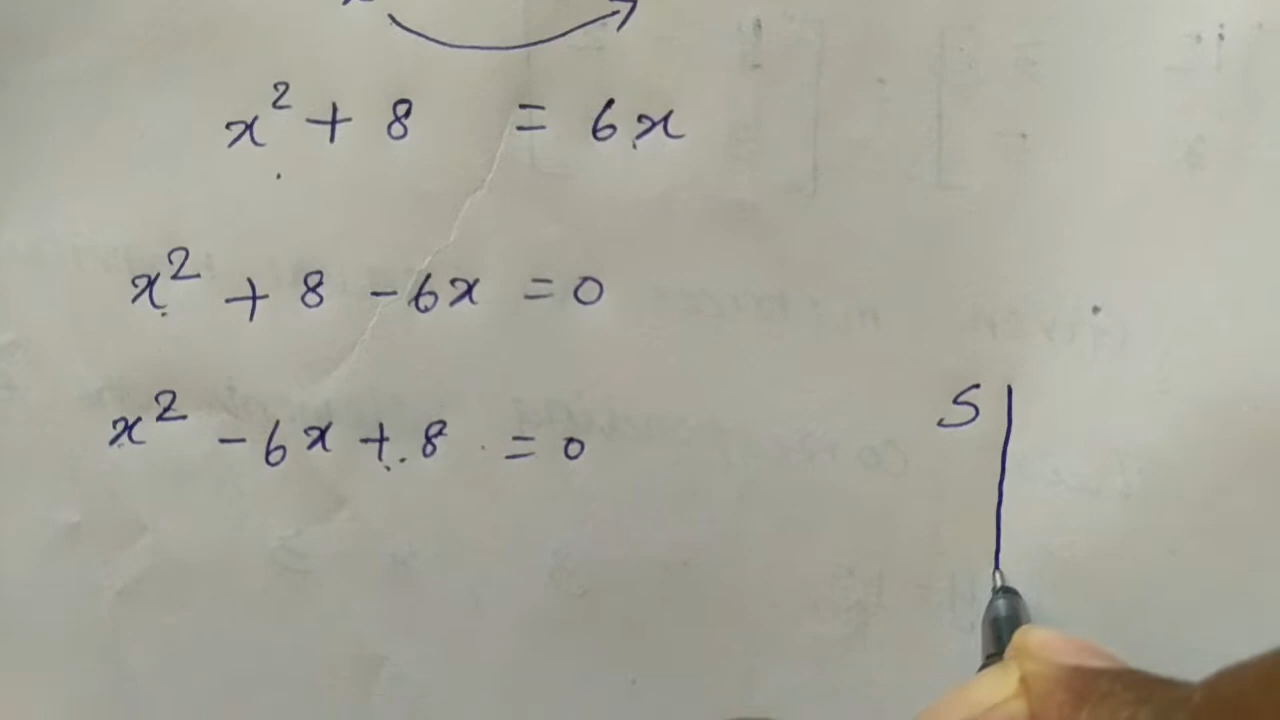 x² + 8 = 6x
x² + 8 - 6x = 0
x² - 6x + 8 = 0
S